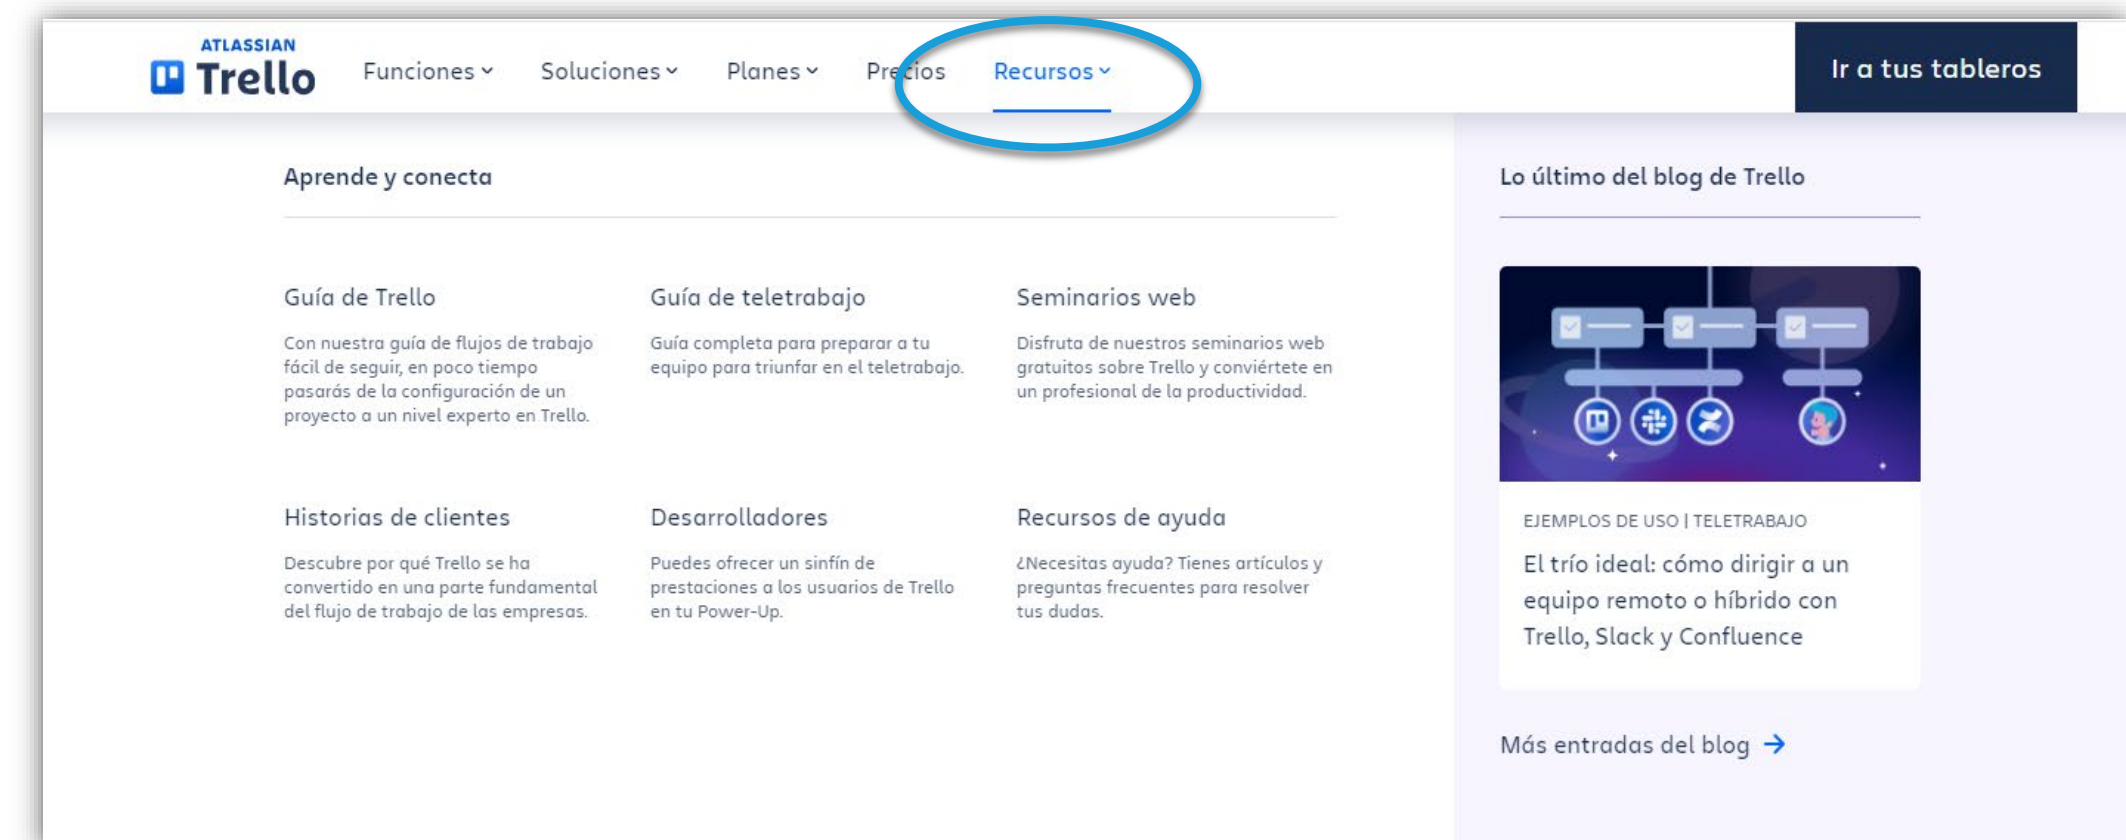 ATLASSIAN
Trello
Funciones
Soluciones
Planes
Precios
Recursos
Ir a tus tableros
Aprende y conecta
Guía de Trello
Con nuestra guía de flujos de trabajo
fácil de seguir, en poco tiempo
pasarás de la configuración de un
proyecto a un nivel experto en Trello.
Guía de teletrabajo
Guía completa para preparar a tu
equipo para triunfar en el teletrabajo.
Seminarios web
Disfruta de nuestros seminarios web
gratuitos sobre Trello y conviértete en
un profesional de la productividad.
Historias de clientes
Descubre por qué Trello se ha
convertido en una parte fundamental
del flujo de trabajo de las empresas.
Desarrolladores
Puedes ofrecer un sinfín de
prestaciones a los usuarios de Trello
en tu Power-Up.
Recursos de ayuda
¿Necesitas ayuda? Tienes artículos y
preguntas frecuentes para resolver
tus dudas.
Lo último del blog de Trello
EJEMPLOS DE USO | TELETRABAJO
El trío ideal: cómo dirigir a un
equipo remoto o híbrido con
Trello, Slack y Confluence
Más entradas del blog →